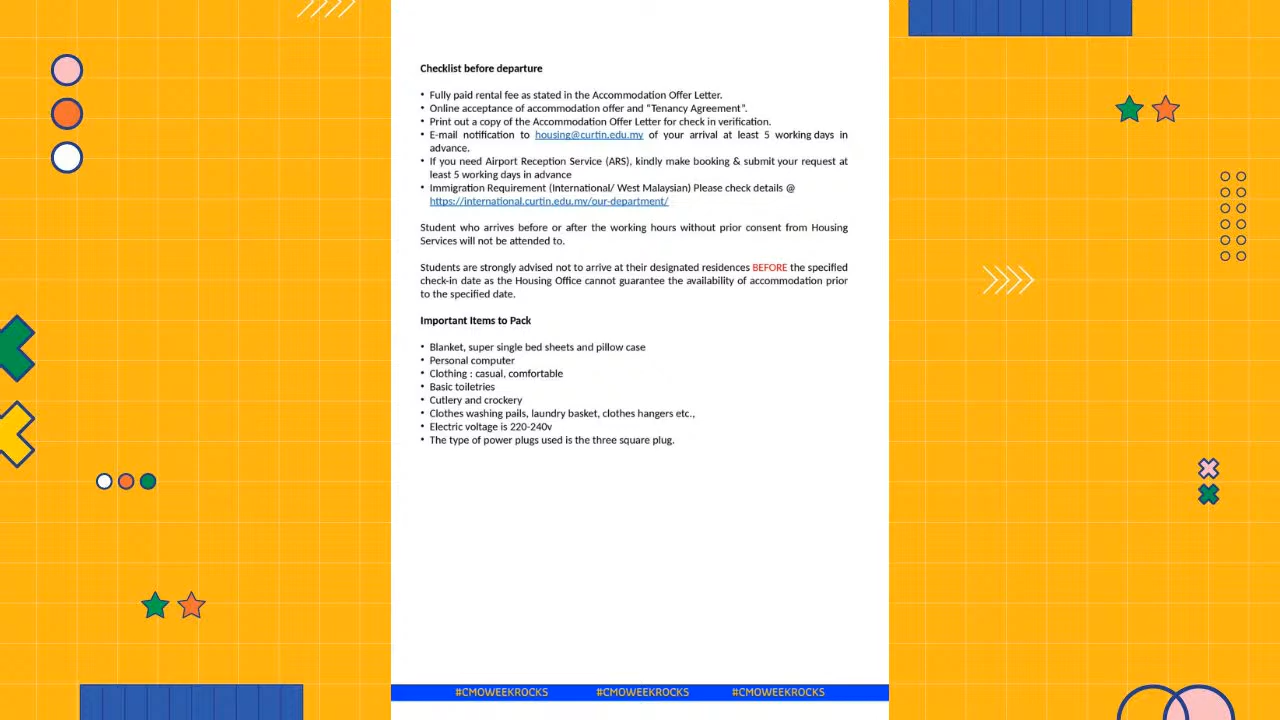 Checklist before departure
• Fully paid rental fee as stated in the Accommodation Offer Letter.
• Online acceptance of accommodation offer and “Tenancy Agreement”.
• Print out a copy of the Accommodation Offer Letter for check in verification.
• E-mail notification to housing@curtin.edu.my of your arrival at least 5 working days in
advance.
• If you need Airport Reception Service (ARS), kindly make booking & submit your request at
least 5 working days in advance
• Immigration Requirement (International/ West Malaysian) Please check details @
https://international.curtin.edu.my/our-department/
Student who arrives before or after the working hours without prior consent from Housing
Services will not be attended to.
Students are strongly advised not to arrive at their designated residences BEFORE the specified
check-in date as the Housing Office cannot guarantee the availability of accommodation prior
to the specified date.
Important Items to Pack
• Blanket, super single bed sheets and pillow case
• Personal computer
• Clothing : casual, comfortable
• Basic toiletries
• Cutlery and crockery
• Clothes washing pails, laundry basket, clothes hangers etc.,
• Electric voltage is 220-240v
• The type of power plugs used is the three square plug.
#CMOWEEKROCKS #CMOWEEKROCKS #CMOWEEKROCKS